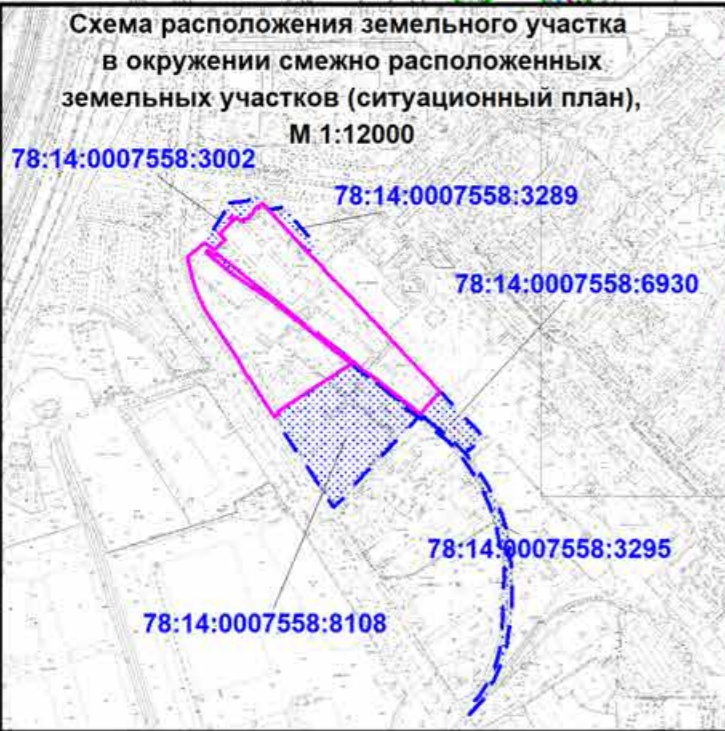 Схема расположения земельного участка
в окружении смежно расположенных
земельных участков (ситуационный план),
М 1:12000
78:14:0007558:3002
78:14:0007558:3289
78:14:0007558:6930
78:14:0007558:3295
78:14:0007558:8108